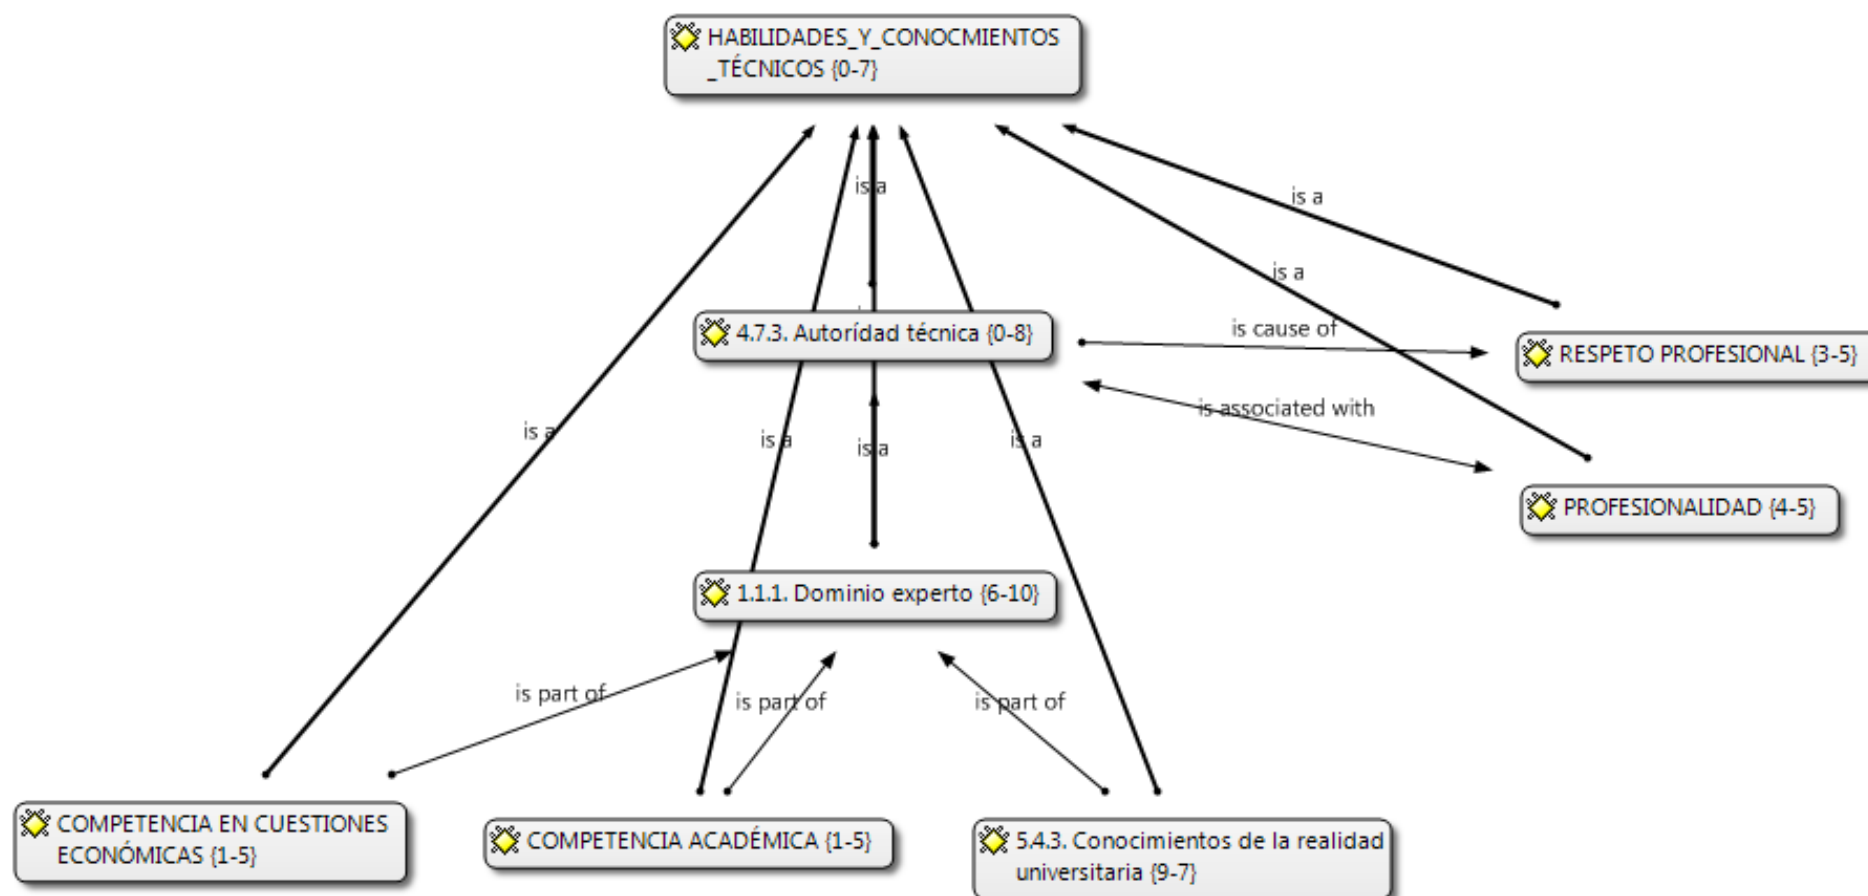 HABILIDADES_Y_CONOCMIENTOS
_TÉCNICOS {0-7}
is a
is a
is a
4.7.3. Autorídad técnica {0-8}
is cause of
RESPETO PROFESIONAL {3-5}
is associated with
is a
is a
is a
is a
PROFESIONALIDAD {4-5}
1.1.1. Dominio experto {6-10}
is part of
is part of
is part of
COMPETENCIA EN CUESTIONES
ECONÓMICAS {1-5}
COMPETENCIA ACADÉMICA {1-5}
5.4.3. Conocimientos de la realidad
universitaria {9-7}